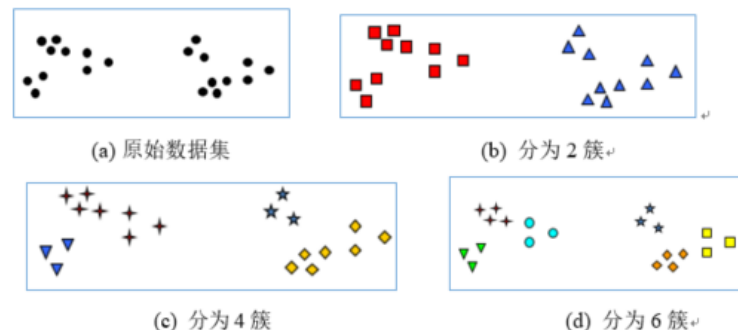 (a) 原始数据集
(b) 分为 2 簇
(c) 分为 4 簇
(d) 分为 6 簇